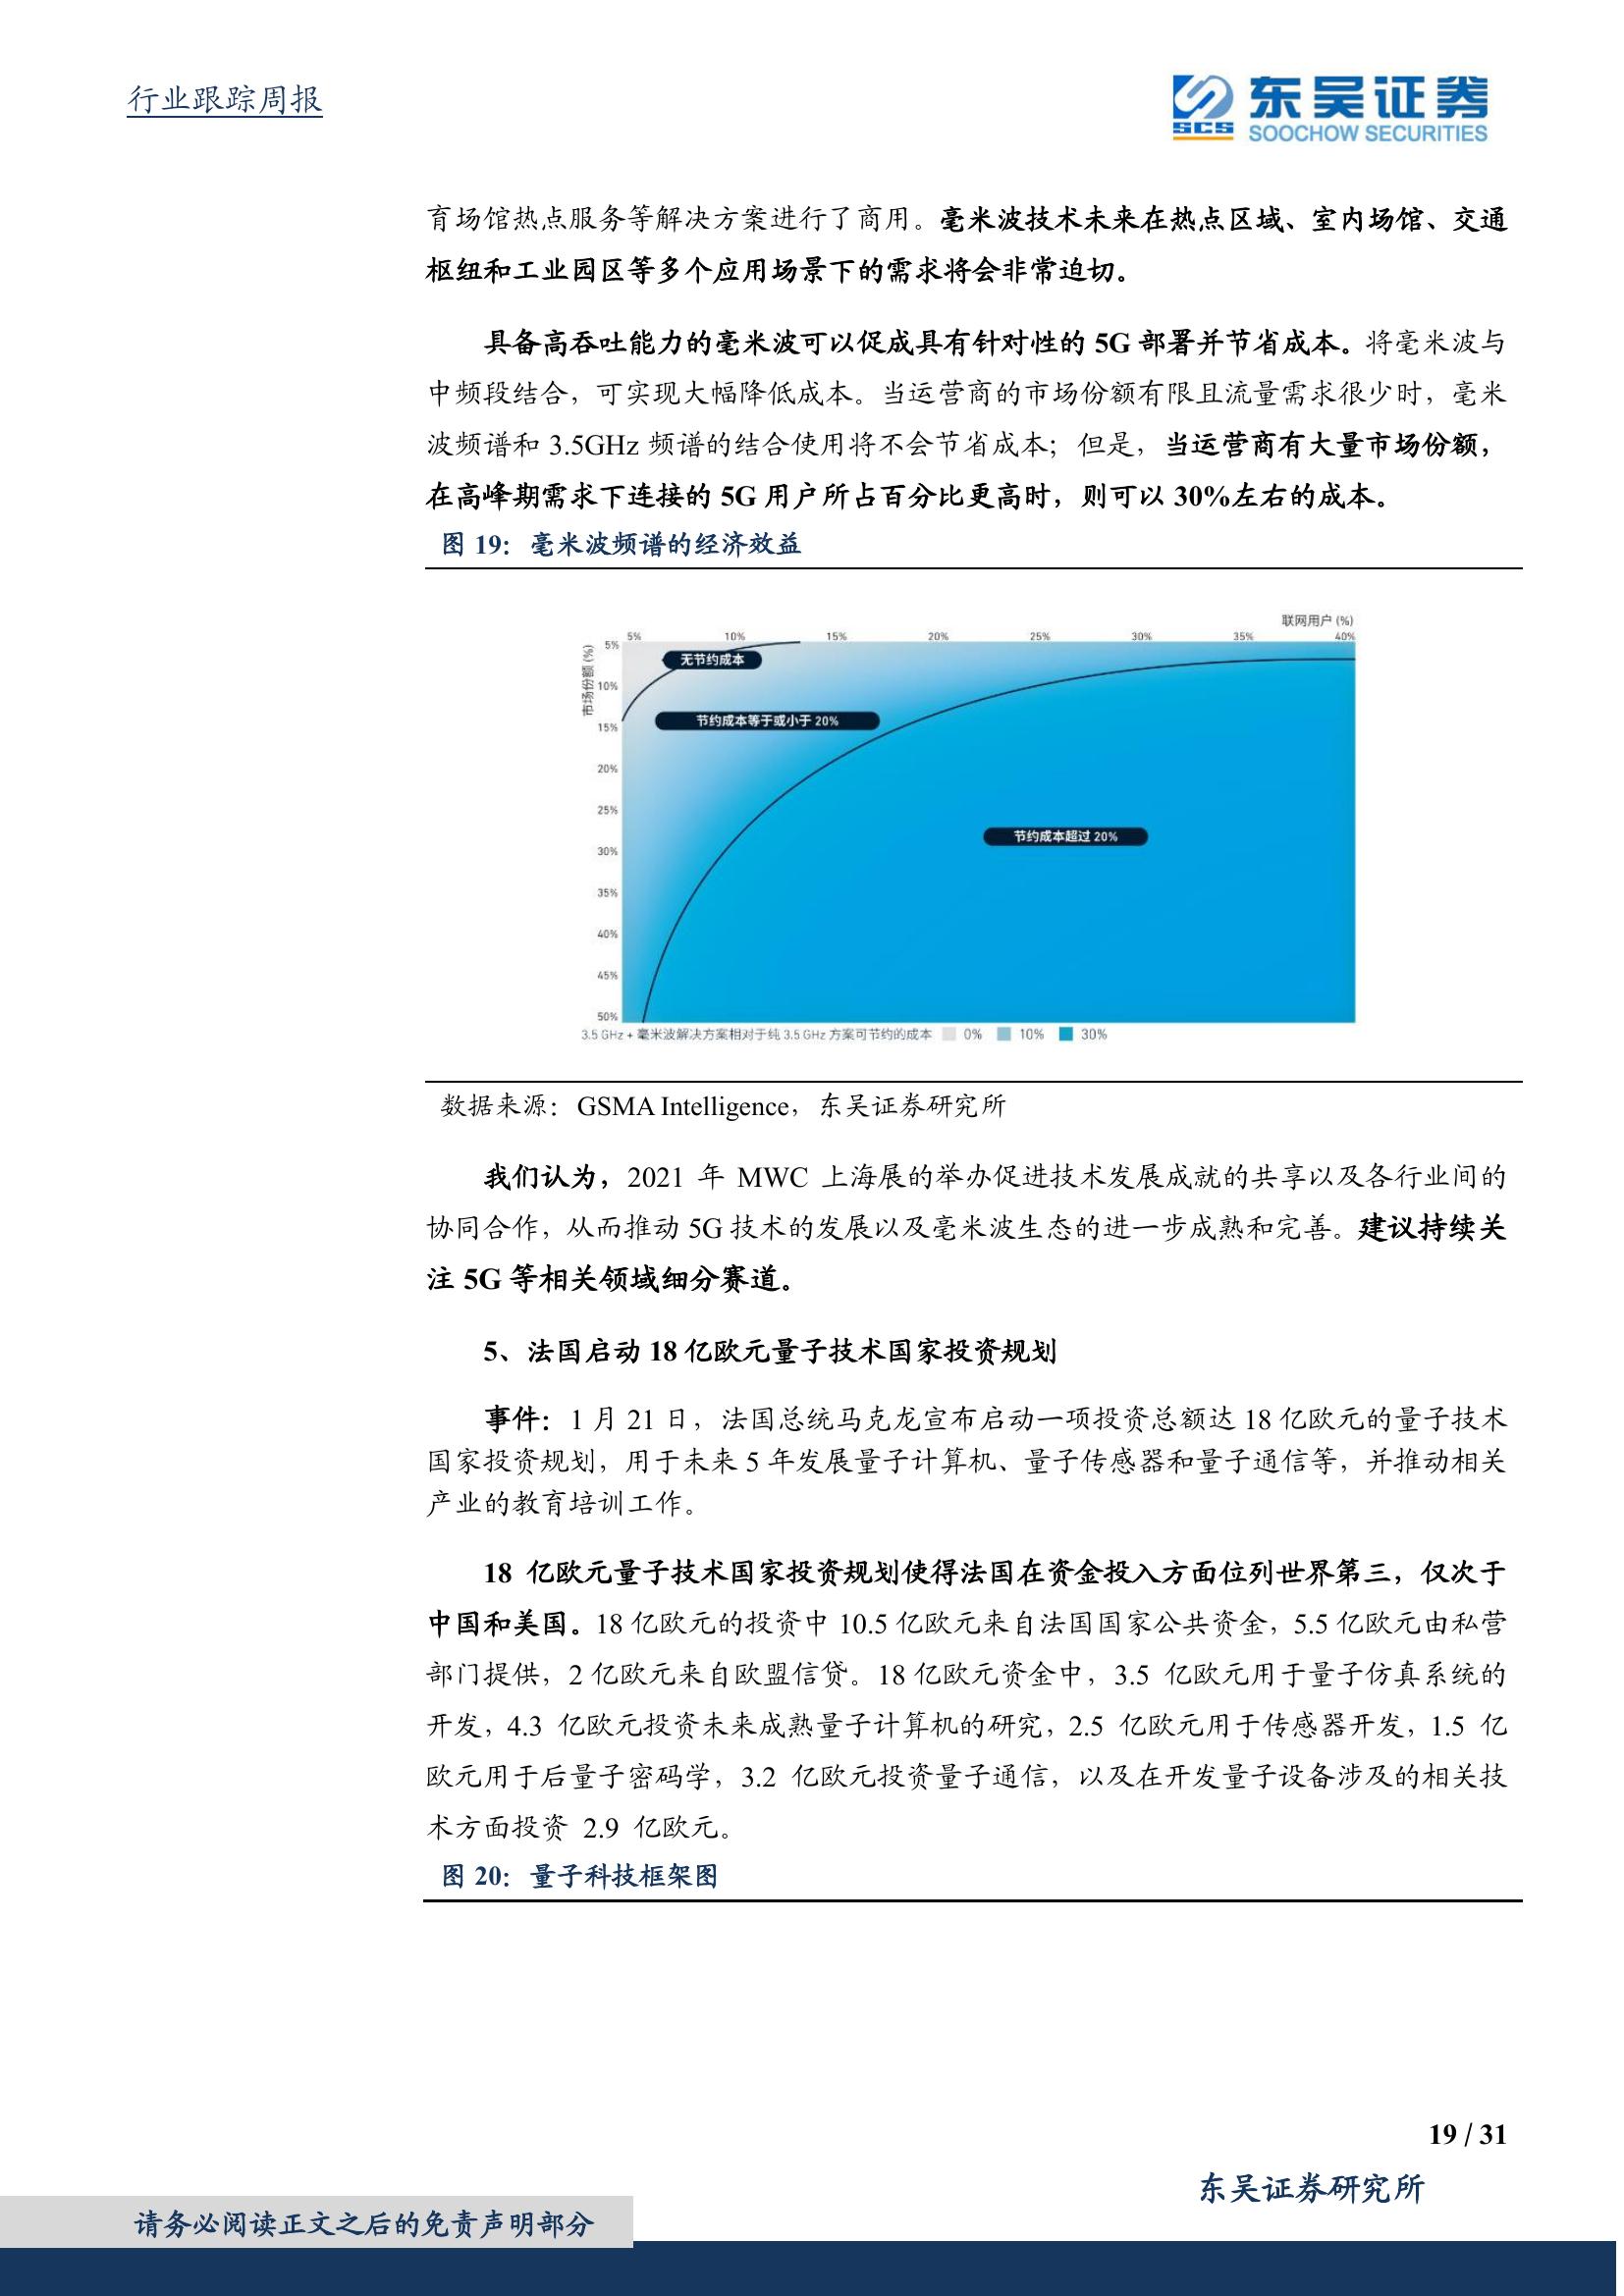 行业跟踪周报
SCS 东吴证券
SOOCHOW SECURITIES
育场馆热点服务等解决方案进行了商用。毫米波技术未来在热点区域、室内场馆、交通
枢纽和工业园区等多个应用场景下的需求将会非常迫切。
具备高吞吐能力的毫米波可以促成具有针对性的 5G 部署并节省成本。将毫米波与
中频段结合，可实现大幅降低成本。当运营商的市场份额有限且流量需求很少时，毫米
波频谱和 3.5GHz 频谱的结合使用将不会节省成本；但是，当运营商有大量市场份额，
在高峰期需求下连接的 5G 用户所占百分比更高时，则可以 30%左右的成本。
图 19：毫米波频谱的经济效益
联网用户 (%)
5% 10% 15% 20% 25% 30% 35% 40%
市场份额 (%)
5%
无节约成本
10%
节约成本等于或小于 20%
15%
20%
25%
节约成本超过 20%
30%
35%
40%
45%
50%
3.5 GHz + 毫米波解决方案相对于纯 3.5 GHz 方案可节约的成本 0% 10% 30%
数据来源：GSMA Intelligence，东吴证券研究所
我们认为，2021 年 MWC 上海展的举办促进技术发展成就的共享以及各行业间的
协同合作，从而推动 5G 技术的发展以及毫米波生态的进一步成熟和完善。建议持续关
注 5G 等相关领域细分赛道。
5、法国启动 18 亿欧元量子技术国家投资规划
事件：1 月 21 日，法国总统马克龙宣布启动一项投资总额达 18 亿欧元的量子技术
国家投资规划，用于未来 5 年发展量子计算机、量子传感器和量子通信等，并推动相关
产业的教育培训工作。
18 亿欧元量子技术国家投资规划使得法国在资金投入方面位列世界第三，仅次于
中国和美国。18 亿欧元的投资中 10.5 亿欧元来自法国国家公共资金，5.5 亿欧元由私营
部门提供，2 亿欧元来自欧盟信贷。18 亿欧元资金中，3.5 亿欧元用于量子仿真系统的
开发，4.3 亿欧元投资未来成熟量子计算机的研究，2.5 亿欧元用于传感器开发，1.5 亿
欧元用于后量子密码学，3.2 亿欧元投资量子通信，以及在开发量子设备涉及的相关技
术方面投资 2.9 亿欧元。
图 20：量子科技框架图
19 / 31
东吴证券研究所
请务必阅读正文之后的免责声明部分